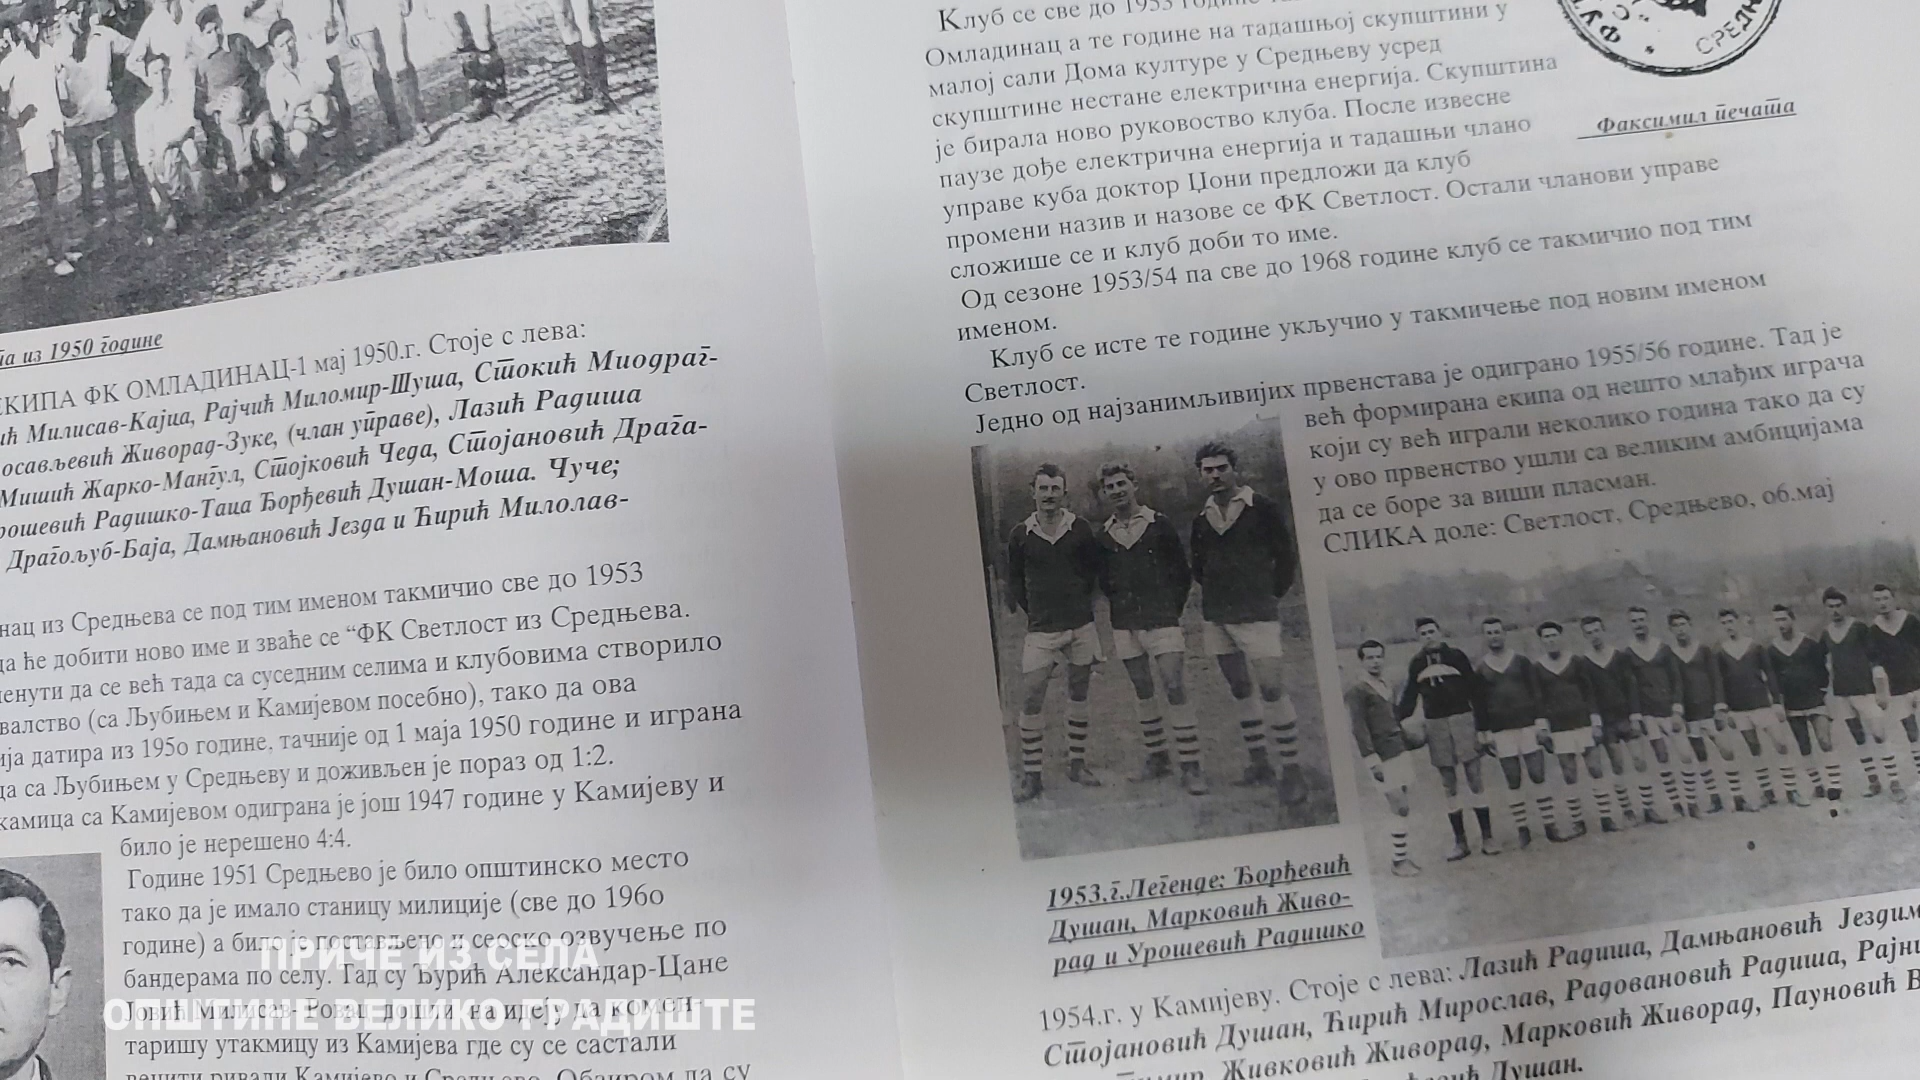 из 1950 године
ЕКИПА ФК ОМЛАДИНАЦ-1 мај 1950.г. Стоје с лева:
Милисав-Кајца, Рајчић Миломир-Шуша, Стокић Миодраг-
Живорад-Зуке, (члан управе), Лазић Радиша
Мишић Жарко-Мангул, Стојковић Чеда, Стојановић Драга-
Радишко-Таца Ђорђевић Душан-Моша. Чуче;
Драгољуб-Баја, Дамњановић Језда и Ћирић Милолав-
из Средњева се под тим именом такмичио све до 1953
ће добити ново име и зваће се “ФК Светлост из Средњева.
да се већ тада са суседним селима и клубовима створило
(са Љубињем и Камијевом посебно), тако да ова
датира из 195о године, тачније од 1 маја 1950 године и играна
са Љубињем у Средњеву и доживљен је пораз од 1:2.
са Камијевом одиграна је још 1947 године у Камијеву и
било је нерешено 4:4.
Године 1951 Средњево је било општинско место
тако да је имало станицу милиције (све до 196о
године) а било је постављено и сеоско озвучење по
бандерама по селу. Тад су Ђурић Александар-Цане
Јовић Милисав- дошли на идеју да комен-
таришу утакмицу из Камијева где су се састали
вечити ривали Камијево и Средњево. Обзиром да су
ПРИЧЕ ИЗ СЕЛА
ОПШТИНЕ ВЕЛИКО ГРАДИШТЕ
Клуб се све до 1953 године
Омладинац а те године на тадашњој скупштини у
малој сали Дома културе у Средњеву усред
скупштине нестане електрична енергија. Скупштина
је бирала ново руковоство клуба. После извесне
паузе дође електрична енергија и тадашњи члано
управе куба доктор Џони предложи да клуб
промени назив и назове се ФК Светлост. Остали чланови управе
сложише се и клуб доби то име.
Од сезоне 1953/54 па све до 1968 године клуб се такмичио под тим
именом.
Клуб се исте те године укључио у такмичење под новим именом
Светлост.
Једно од најзанимљивијих првенстава је одиграно 1955/56 године. Тад је
већ формирана екипа од нешто млађих играча
који су већ играли неколико година тако да су
у ово првенство ушли са великим амбицијама
да се боре за виши пласман.
СЛИКА доле: Светлост, Средњево, об.мај
Факсимил печата
1953.г.Легенде: Ђорђевић
Душан, Марковић Живо-
рад и Урошевић Радишко
1954.г. у Камијеву. Стоје с лева: Лазић Радиша, Дамњановић
Стојановић Душан, Ћирић Мирослав, Радовановић Радиша,
Живковић Живорад, Марковић Живорад, Пауновић
Душан.